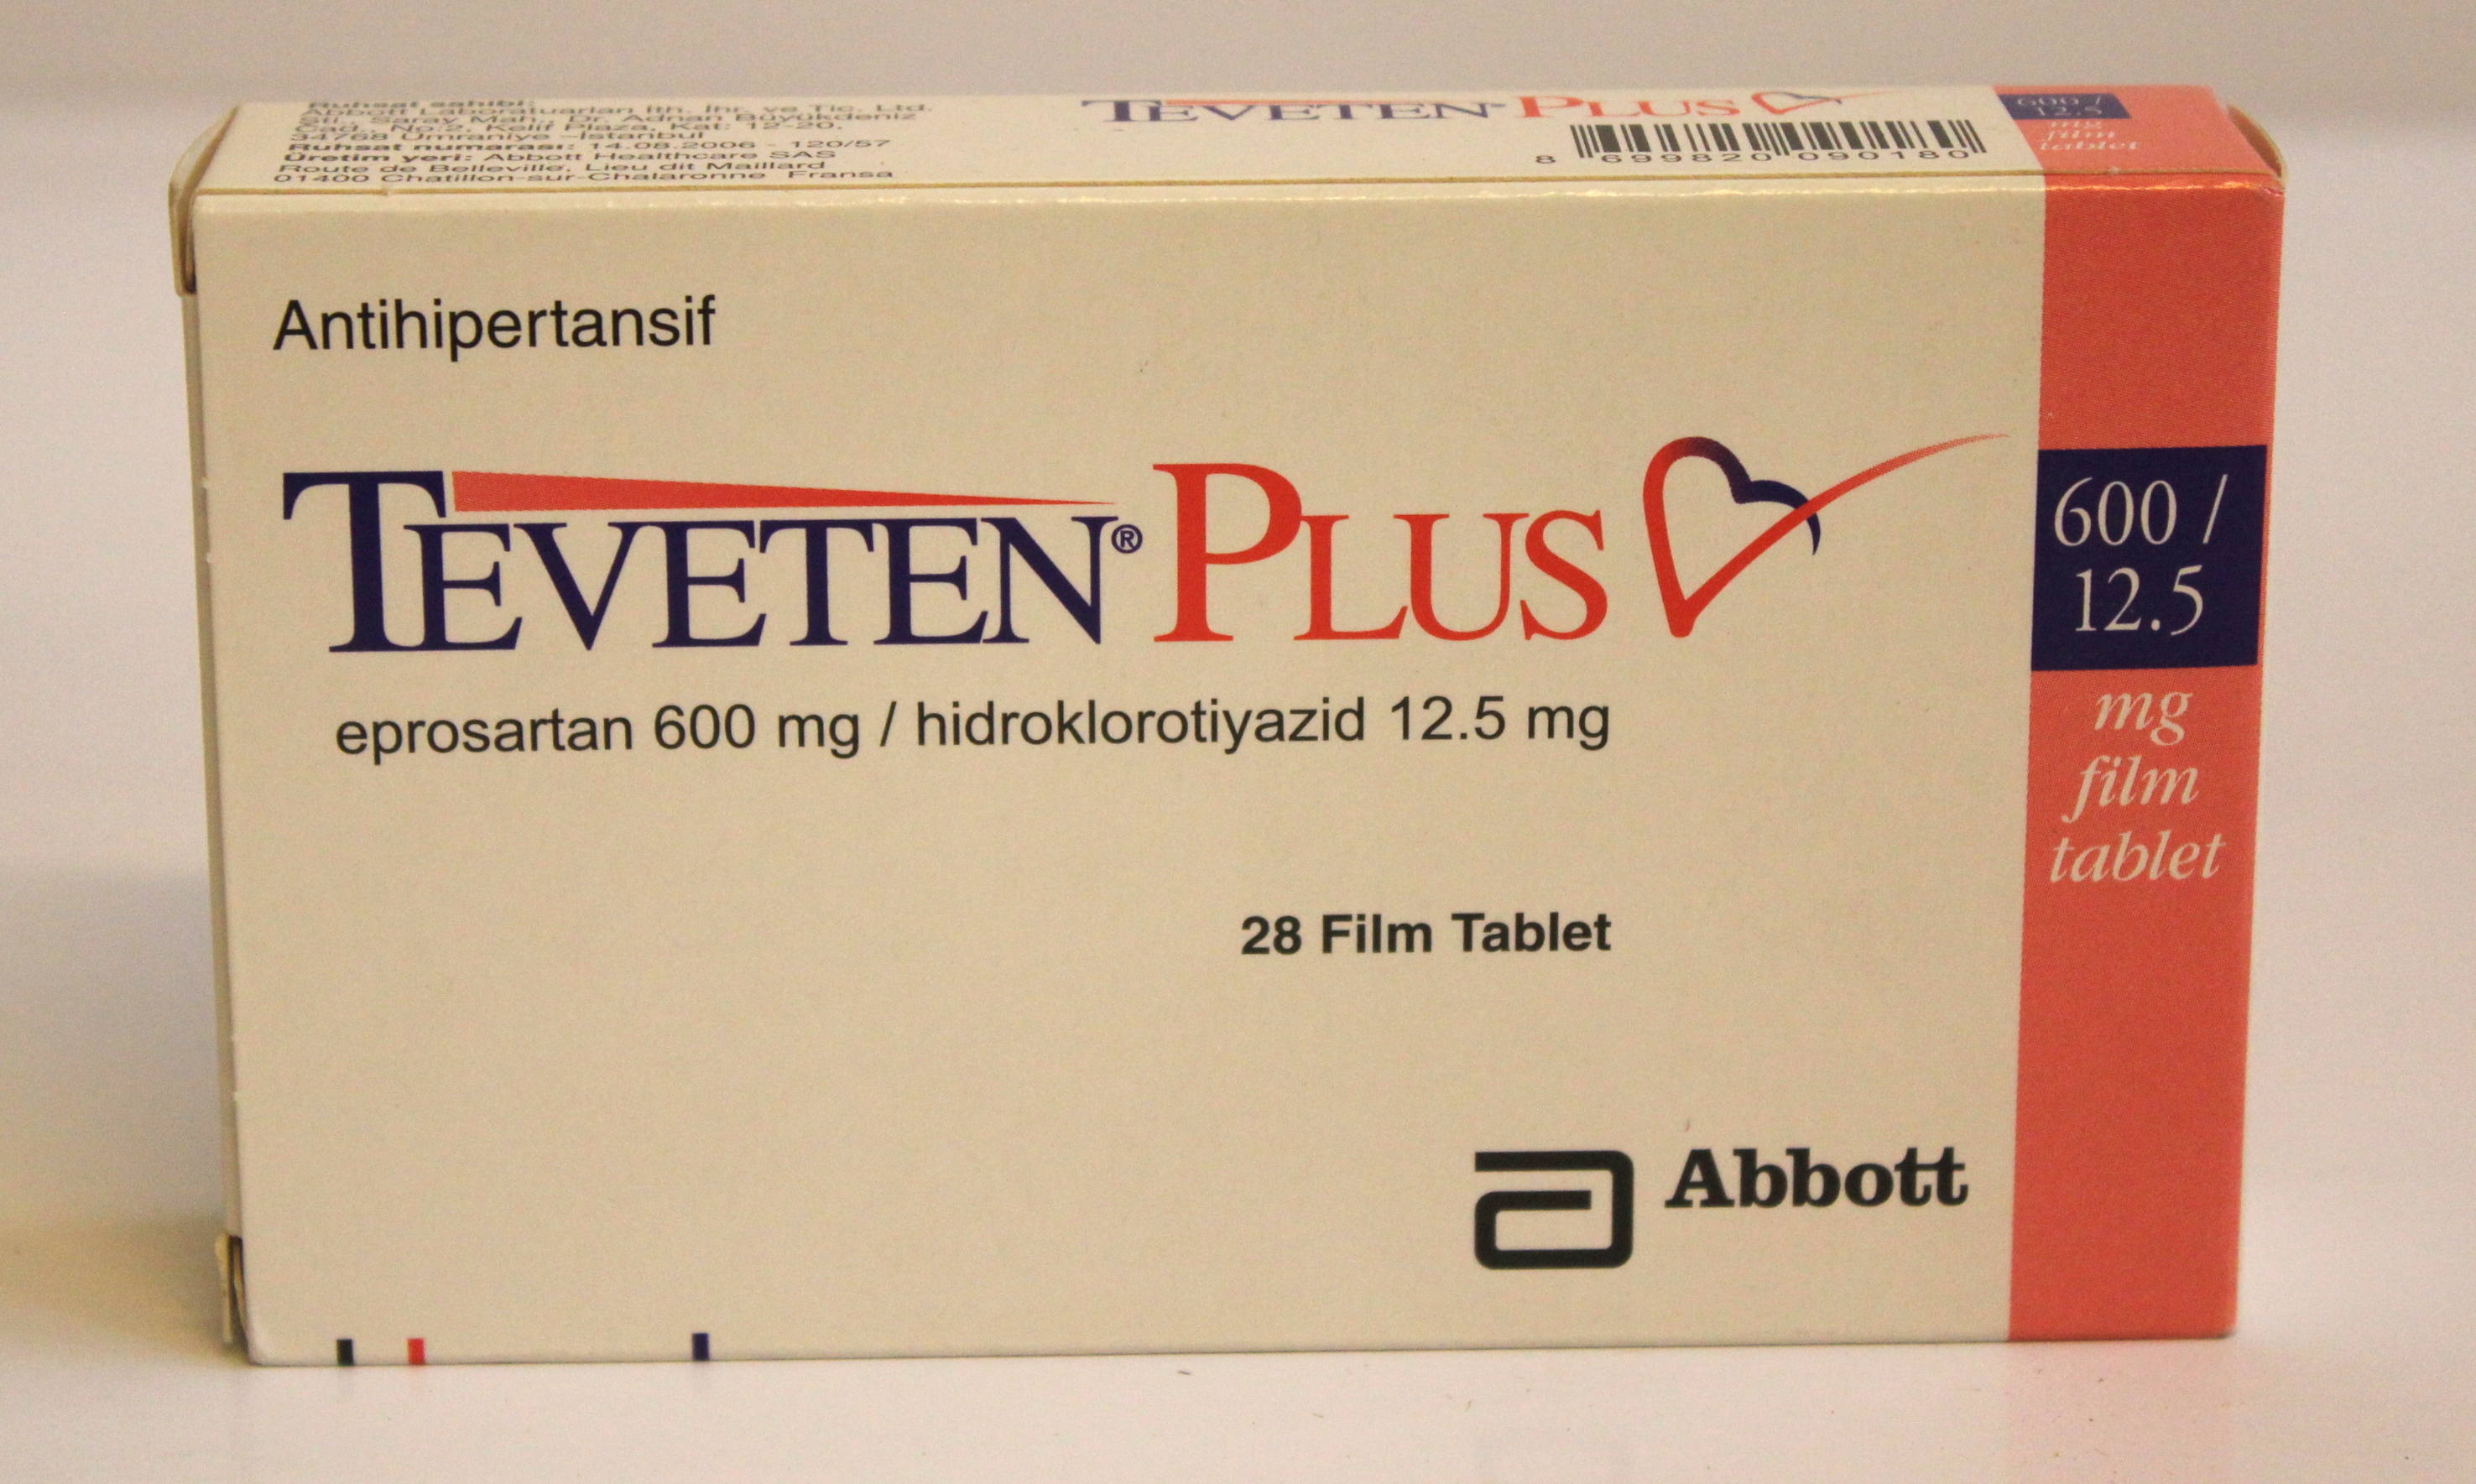 Ruhsat sahibi:
Abbott Laboratuarları İth. İhr. ve Tic. Ltd.
Şti., Saray Mah., Dr. Adnan Büyükdeniz
Cad., No:2, Kelif Plaza, Kat: 12-20,
34768 Ümraniye -İstanbul
Ruhsat numarası: 14.08.2006 - 120/57
Üretim yeri: Abbott Healthcare SAS
Route de Belleville, Lieu dit Maillard
01400 Chatillon-sur-Chalaronne Fransa
TEVETEN® PLUS
8 699820 090180
600 /
12.5
mg
film
tablet
Antihipertansif
TEVETEN® PLUS
eprosartan 600 mg / hidroklorotiyazid 12.5 mg
28 Film Tablet
Abbott
600 /
12.5
mg
film
tablet